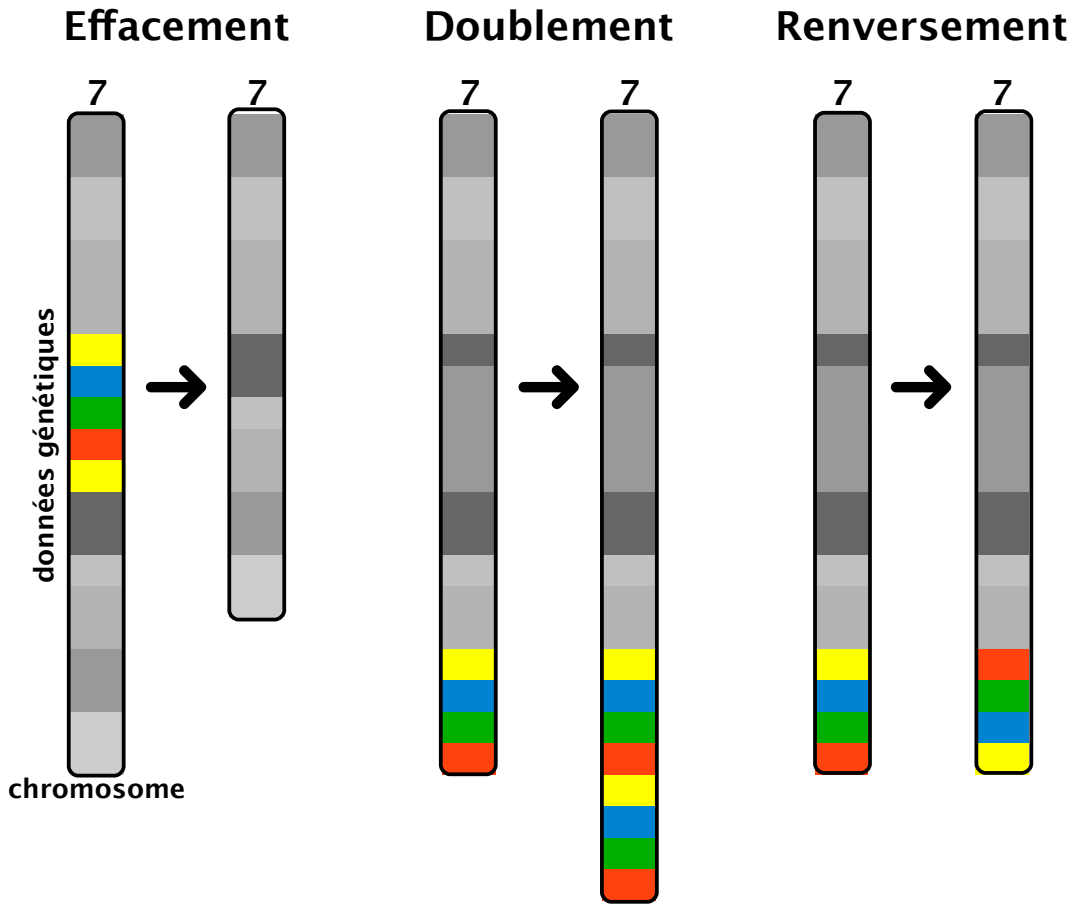 Effacement
Doublement
Renversement
7
7
7
7
7
7
données génétiques
chromosome